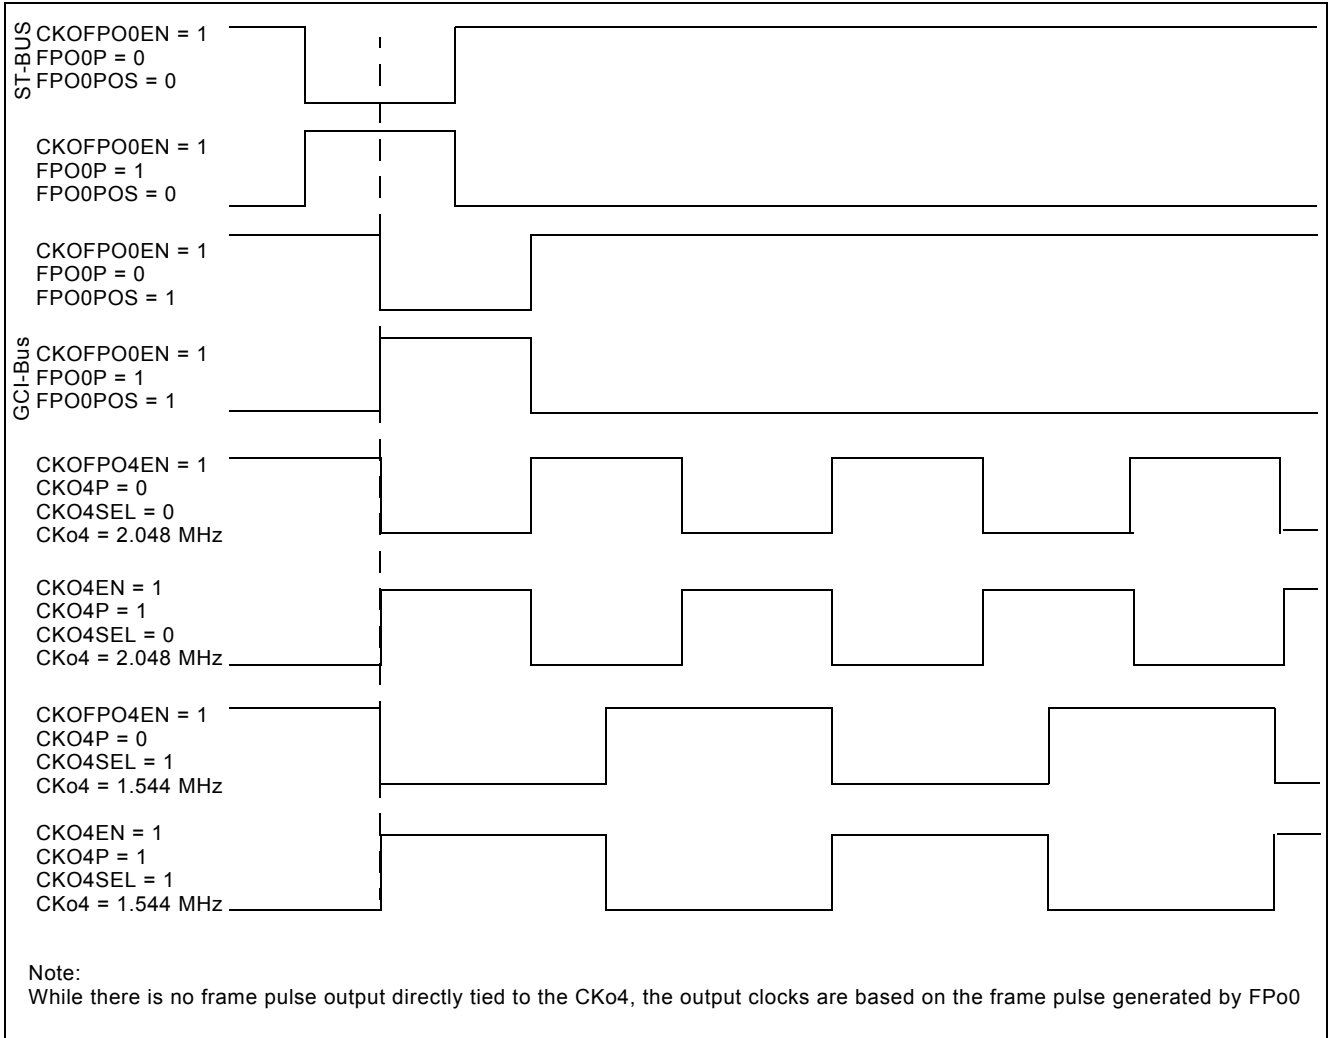 ST-BUS
CKOFPO0EN = 1
FPO0P = 0
FPO0POS = 0
CKOFPO0EN = 1
FPO0P = 1
FPO0POS = 0
CKOFPO0EN = 1
FPO0P = 0
FPO0POS = 1
GCI-Bus
CKOFPO0EN = 1
FPO0P = 1
FPO0POS = 1
CKOFPO4EN = 1
CKO4P = 0
CKO4SEL = 0
CKo4 = 2.048 MHz
CKO4EN = 1
CKO4P = 1
CKO4SEL = 0
CKo4 = 2.048 MHz
CKOFPO4EN = 1
CKO4P = 0
CKO4SEL = 1
CKo4 = 1.544 MHz
CKO4EN = 1
CKO4P = 1
CKO4SEL = 1
CKo4 = 1.544 MHz
Note:
While there is no frame pulse output directly tied to the CKo4, the output clocks are based on the frame pulse generated by FPo0